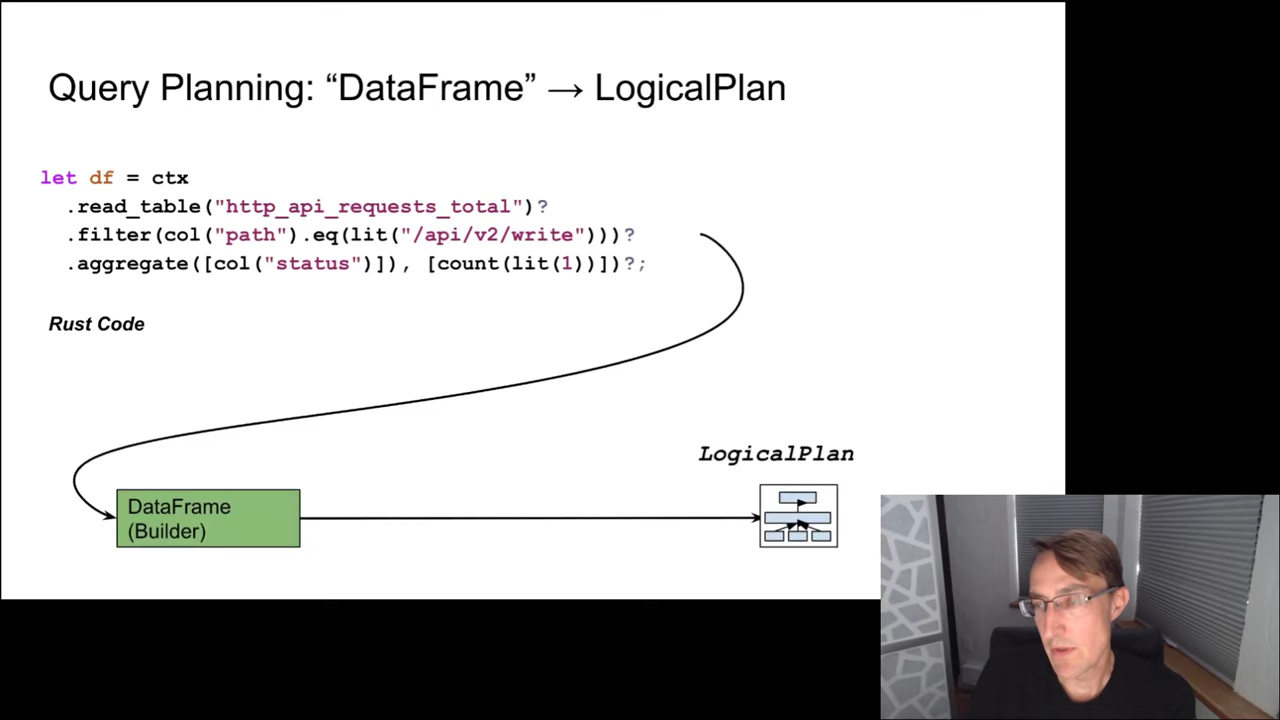 Query Planning: “DataFrame” → LogicalPlan
let df = ctx
.read_table("http_api_requests_total")?
.filter(col("path").eq(lit("/api/v2/write")))?
.aggregate([col("status")]), [count(lit(1))])?;
Rust Code
LogicalPlan
DataFrame
(Builder)